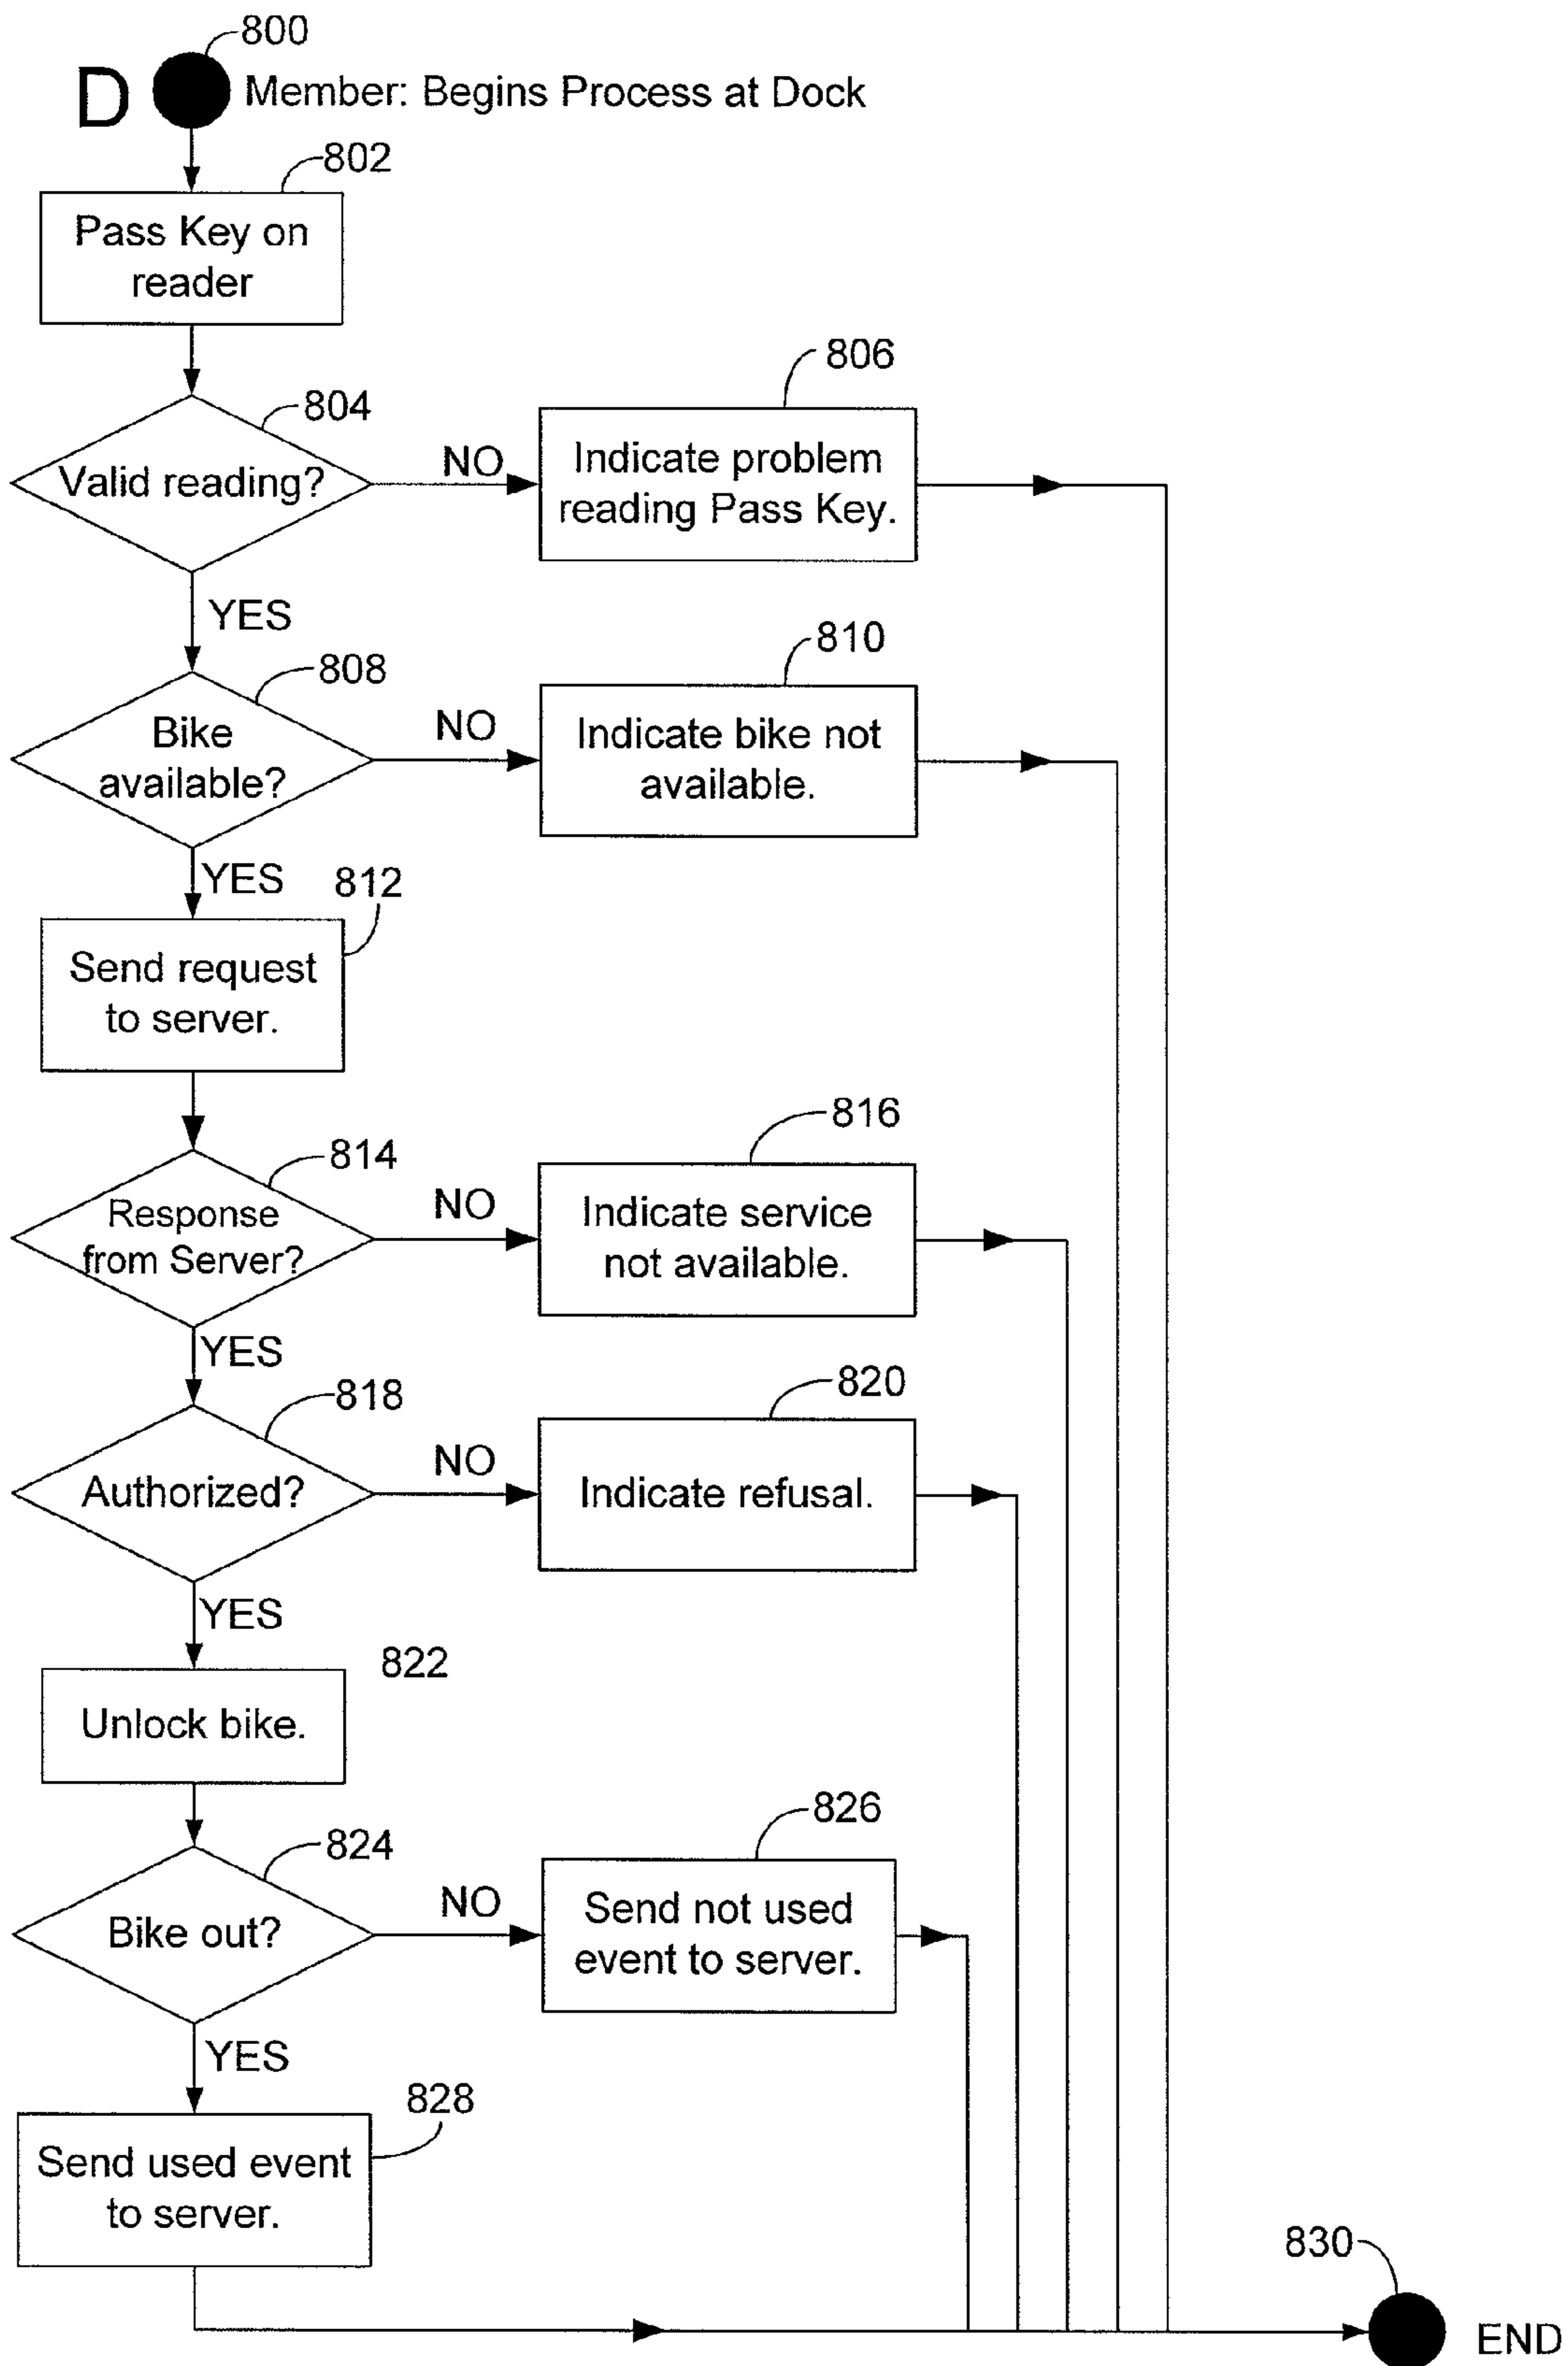 800
D Member: Begins Process at Dock
802
Pass Key on
reader
804
Valid reading?
NO
806
Indicate problem
reading Pass Key.
YES
808
Bike
available?
NO
810
Indicate bike not
available.
YES
812
Send request
to server.
814
Response
from Server?
NO
816
Indicate service
not available.
YES
818
Authorized?
NO
820
Indicate refusal.
YES
822
Unlock bike.
824
Bike out?
NO
826
Send not used
event to server.
YES
828
Send used event
to server.
830
END